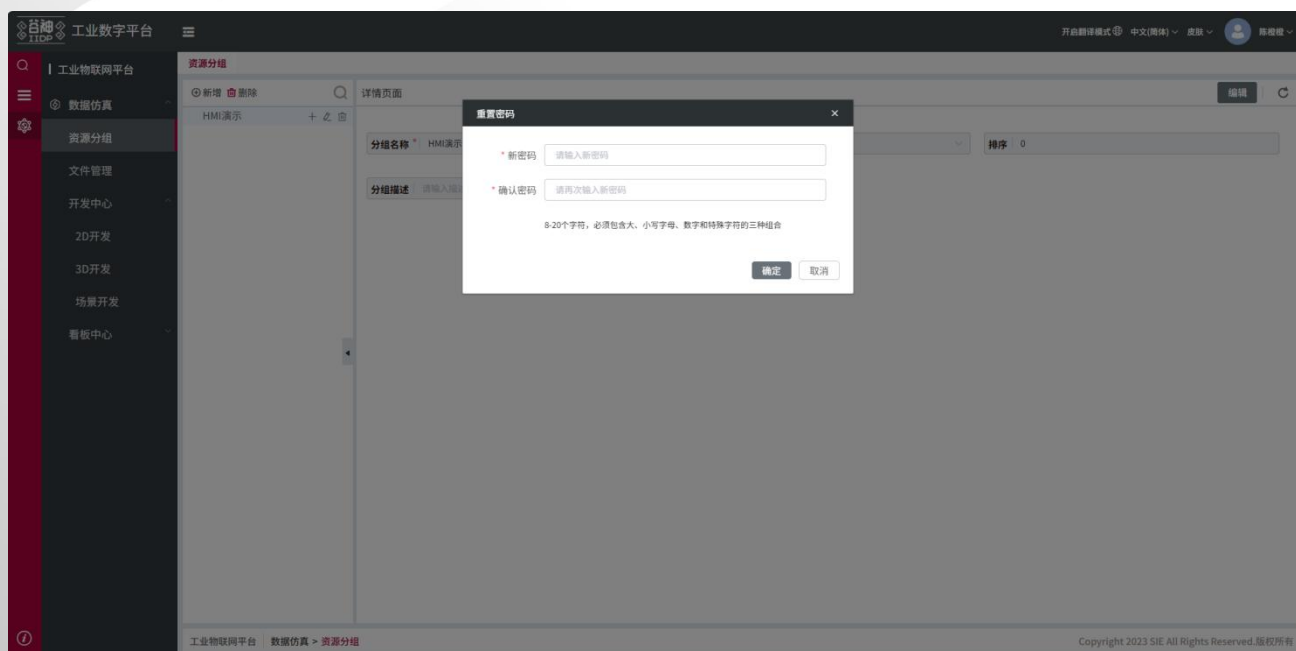 谷神 IIDP 工业数字平台
开启翻译模式 中文(简体) 皮肤 陈橙橙
工业物联网平台
数据仿真
资源分组
文件管理
开发中心
2D开发
3D开发
场景开发
看板中心
资源分组
新增 删除
HMI演示
详情页面
编辑
分组名称 * HMI演示
排序 0
分组描述 请输入描
重置密码 ×
* 新密码 请输入新密码
* 确认密码 请再次输入新密码
8-20个字符，必须包含大、小写字母、数字和特殊字符的三种组合
确定 取消
工业物联网平台 数据仿真 > 资源分组
Copyright 2023 SIE All Rights Reserved.版权所有